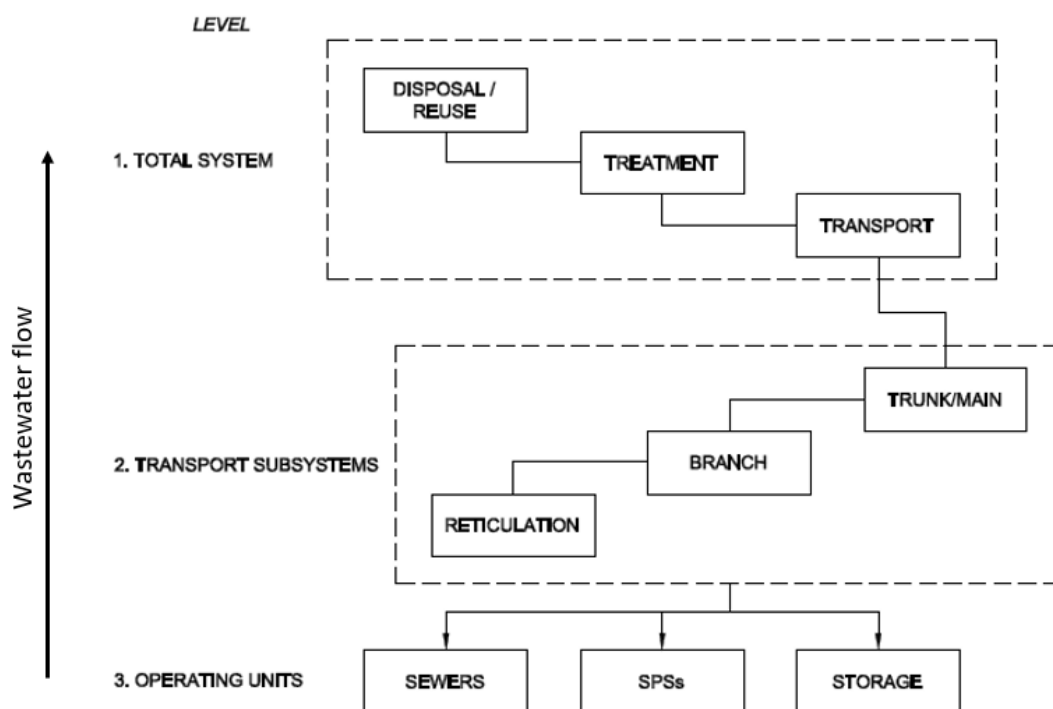 LEVEL
DISPOSAL /
REUSE
1. TOTAL SYSTEM
TREATMENT
TRANSPORT
Wastewater flow
TRUNK/MAIN
BRANCH
2. TRANSPORT SUBSYSTEMS
RETICULATION
3. OPERATING UNITS
SEWERS
SPSs
STORAGE